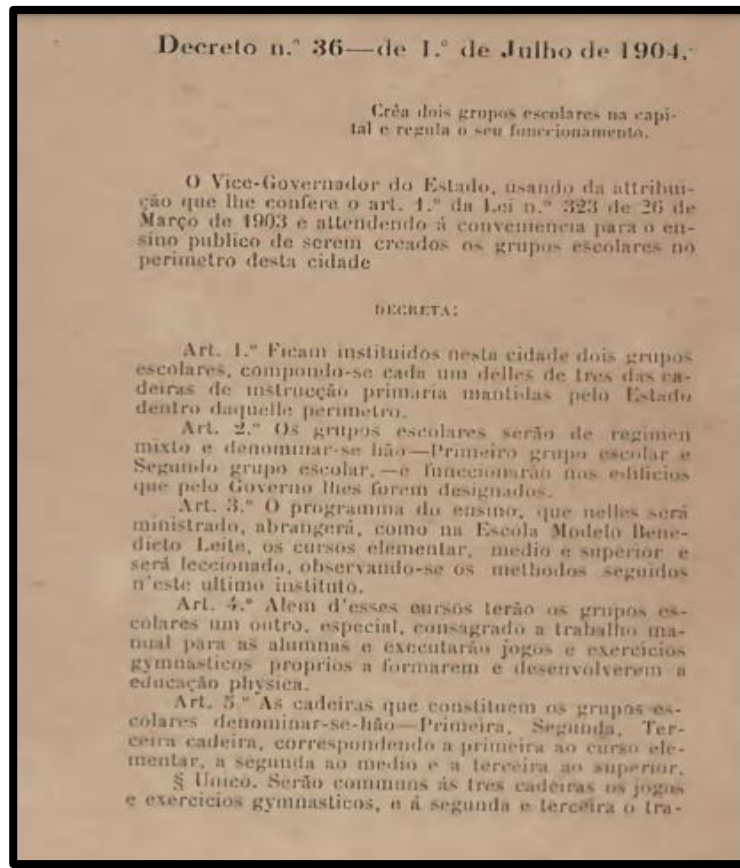 Decreto n.º 36—de 1.º de Julho de 1904.
Crêa dois grupos escolares na capi-
tal e regula o seu funccionamento.
O Vice-Governador do Estado, usando da attribui-
ção que lhe confere o art. 1.º da Lei n.º 323 de 26 de
Março de 1903 e attendendo á conveniencia para o en-
sino publico de serem creados os grupos escolares no
perimetro desta cidade
DECRETA:
Art. 1.º Ficam instituidos nesta cidade dois grupos
escolares, compondo-se cada um delles de tres das ca-
deiras de instrucção primaria mantidas pelo Estado
dentro daquelle perimetro.
Art. 2.º Os grupos escolares serão de regimen
mixto e denominar-se hão—Primeiro grupo escolar e
Segundo grupo escolar,—e funccionarão nos edificios
que pelo Governo lhes forem designados.
Art. 3.º O programma do ensino, que nelles será
ministrado, abrangerá, como na Escola Modelo Bene-
dicto Leite, os cursos elementar, medio e superior e
será leccionado, observando-se os methodos seguidos
n'este ultimo instituto.
Art. 4.º Alem d'esses cursos terão os grupos es-
colares um outro, especial, consagrado a trabalho ma-
nual para as alumnas e executarão jogos e exercicios
gymnasticos proprios a formarem e desenvolverem a
educação physica.
Art. 5.º As cadeiras que constituem os grupos es-
colares denominar-se-hão—Primeira, Segunda, Ter-
ceira cadeira, correspondendo a primeira ao curso ele-
mentar, a segunda ao medio e a terceira ao superior.
§ Unico. Serão communs ás tres cadeiras os jogos
e exercicios gymnasticos, e á segunda e terceira o tra-